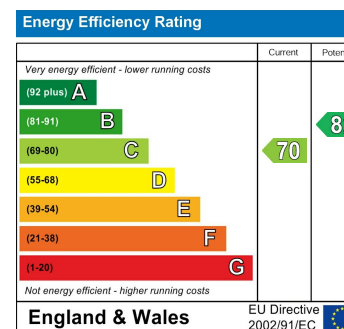 Energy Efficiency Rating
Current
Very energy efficient - lower running costs
(92 plus) A
(81-91) B
(69-80) C
70
(55-68) D
(39-54) E
(21-38) F
(1-20) G
Not energy efficient - higher running costs
England & Wales
EU Directive
2002/91/EC